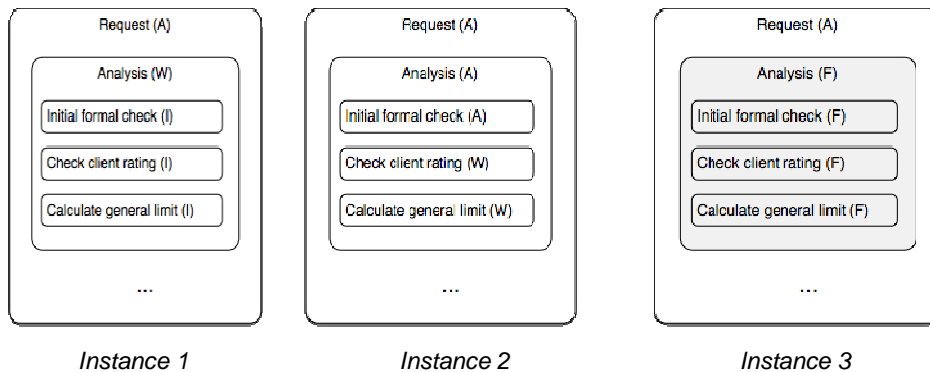 Request (A)
Analysis (W)
Initial formal check (I)
Check client rating (I)
Calculate general limit (I)
...
Instance 1
Request (A)
Analysis (A)
Initial formal check (A)
Check client rating (W)
Calculate general limit (W)
...
Instance 2
Request (A)
Analysis (F)
Initial formal check (F)
Check client rating (F)
Calculate general limit (F)
...
Instance 3